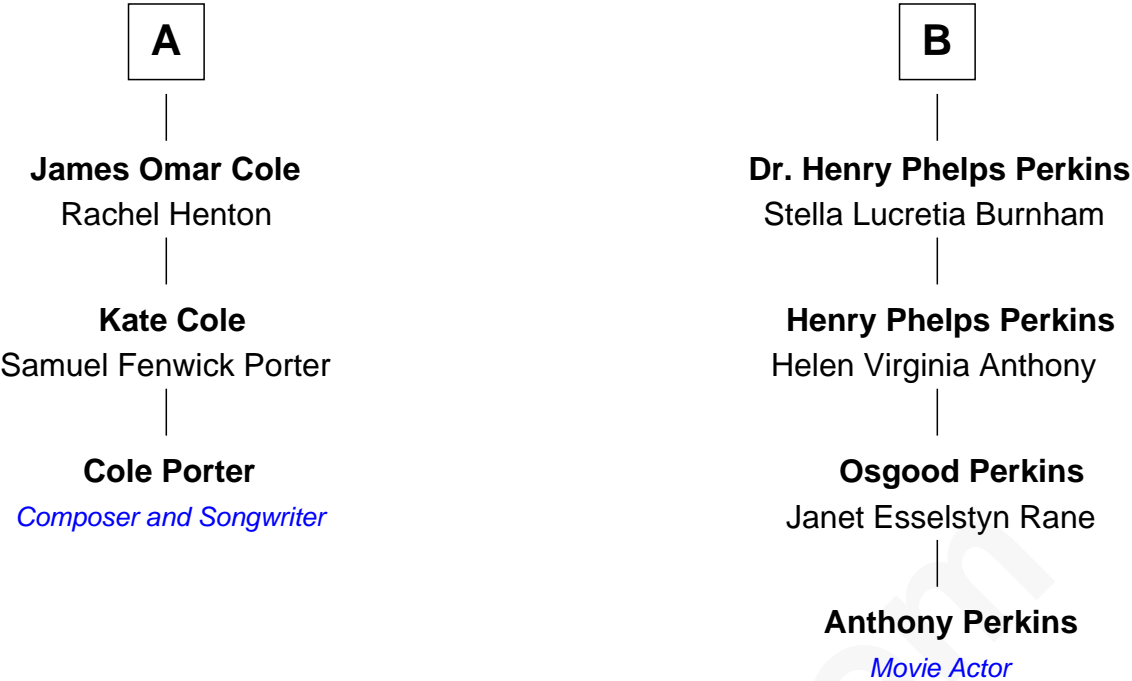 A
James Omar Cole
Rachel Henton
Kate Cole
Samuel Fenwick Porter
Cole Porter
Composer and Songwriter
B
Dr. Henry Phelps Perkins
Stella Lucretia Burnham
Henry Phelps Perkins
Helen Virginia Anthony
Osgood Perkins
Janet Esselstyn Rane
Anthony Perkins
Movie Actor